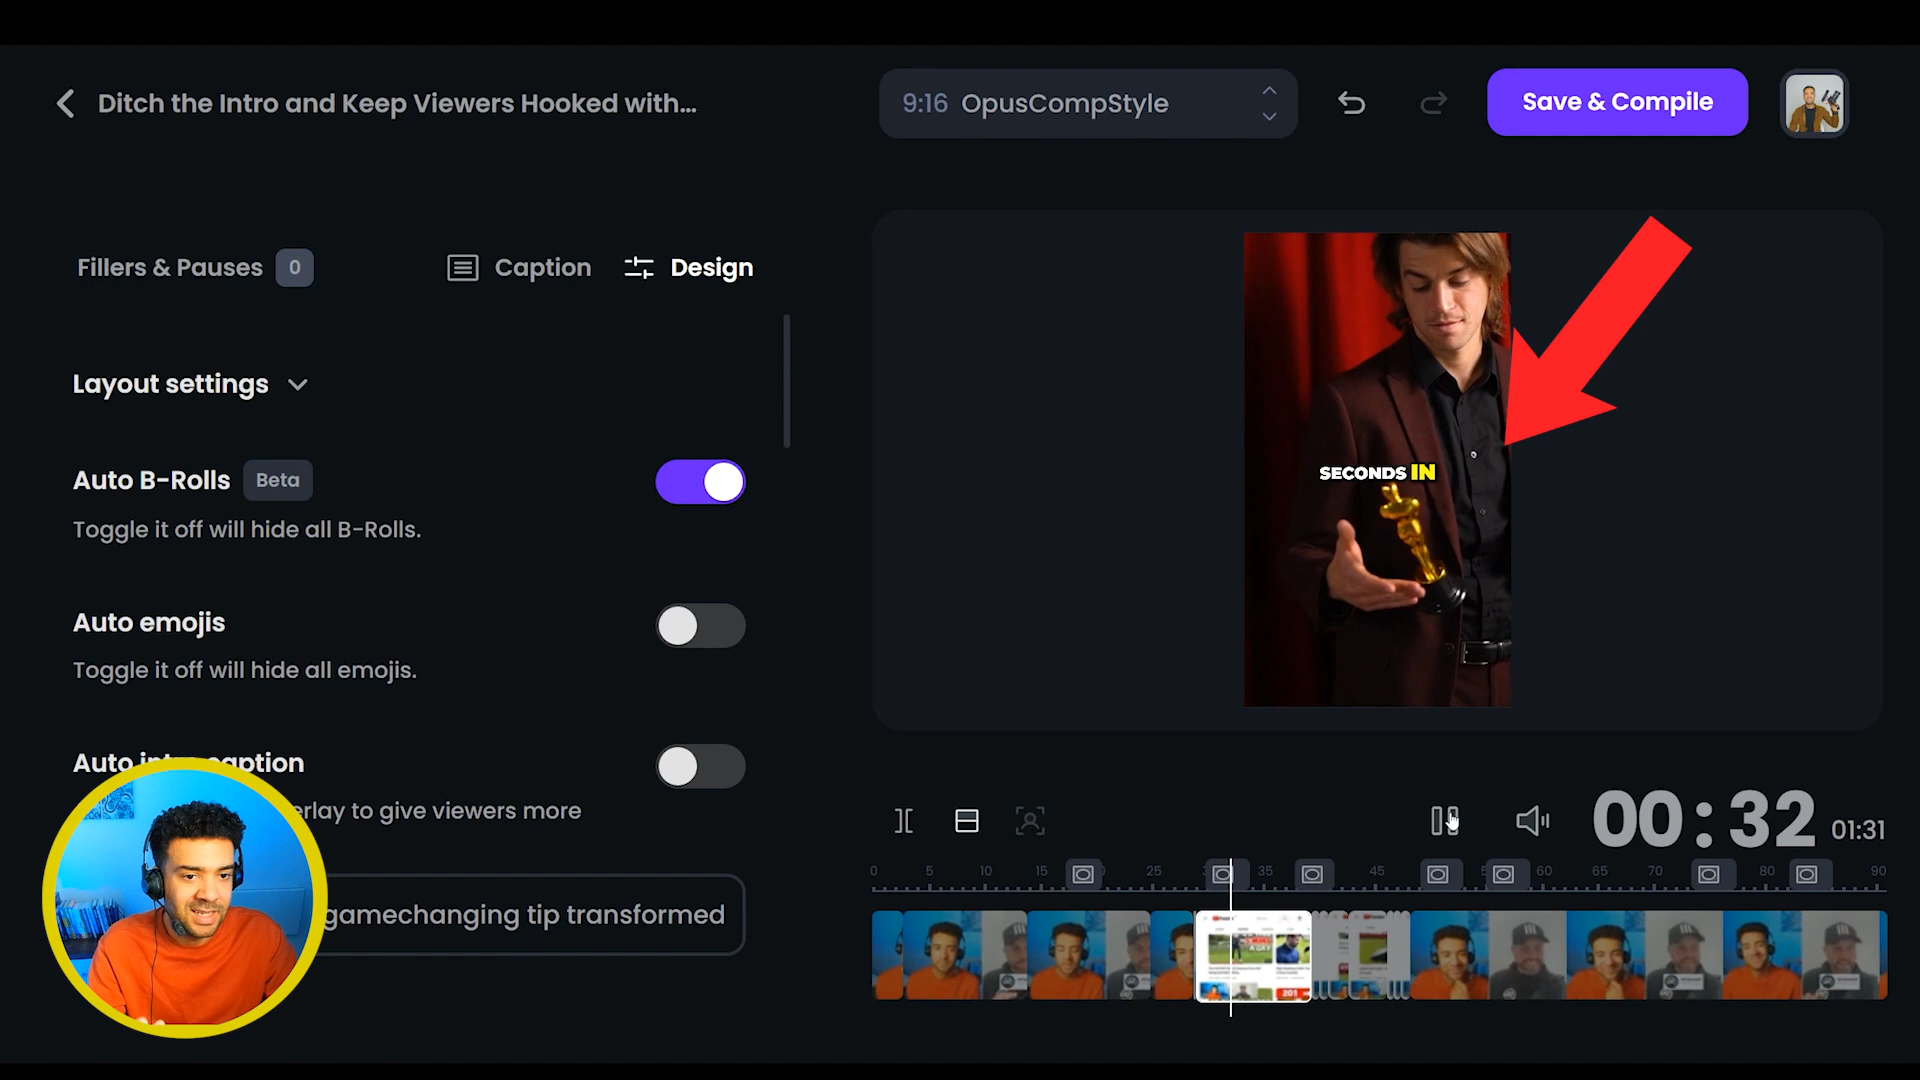 Ditch the Intro and Keep Viewers Hooked with...
9:16 OpusCompStyle
Save & Compile
Fillers & Pauses 0
Caption
Design
Layout settings
Auto B-Rolls Beta
Toggle it off will hide all B-Rolls.
Auto emojis
Toggle it off will hide all emojis.
Auto caption
to give viewers more
gamechanging tip transformed
SECONDS IN
00:32 01:31
0 5 10 15 25 35 45 60 65 70 80 90
201